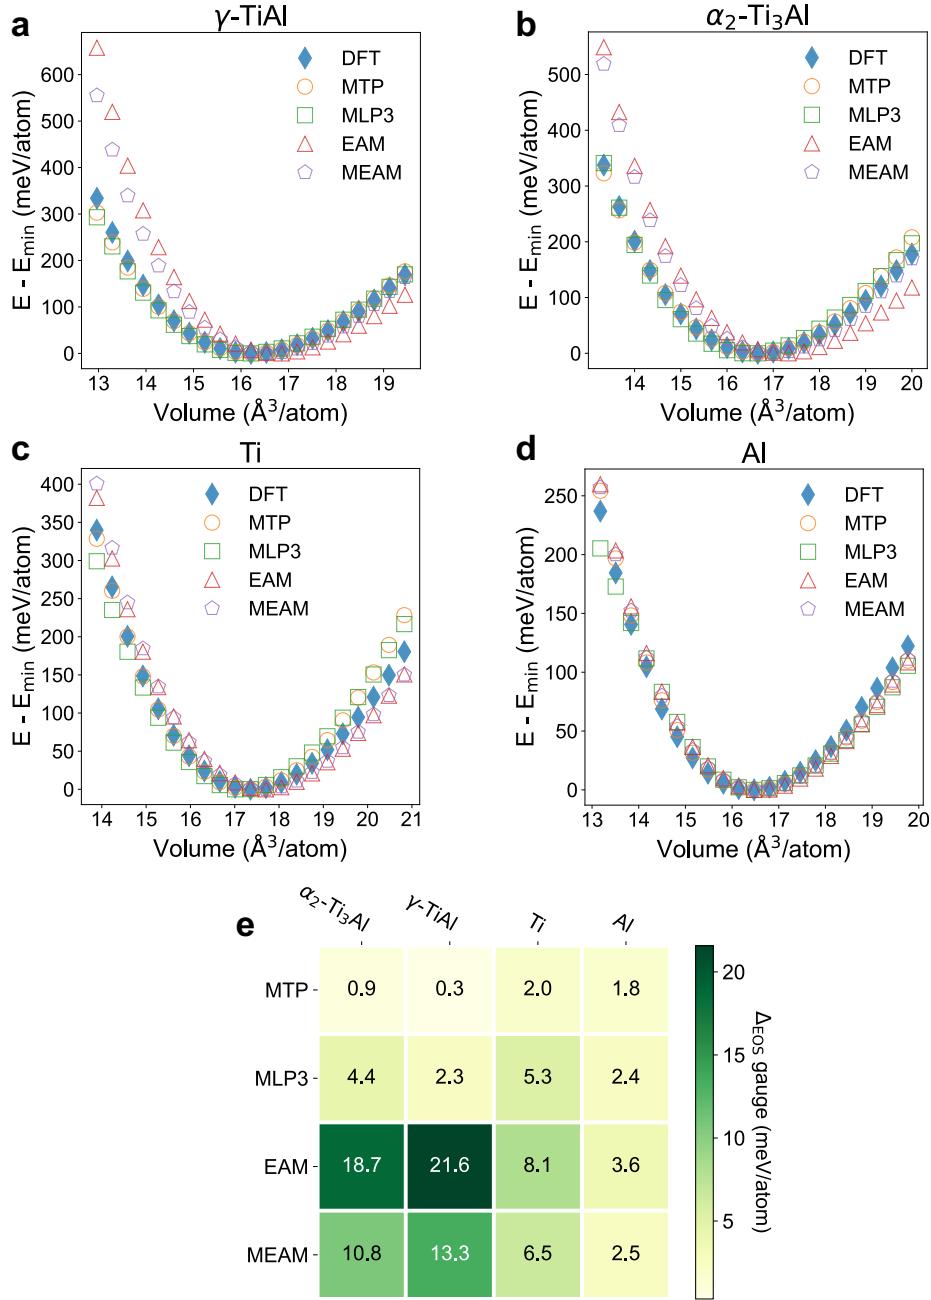 a
γ-TiAl
E - Emin (meV/atom)
600
500
400
300
200
100
0
DFT
MTP
MLP3
EAM
MEAM
13 14 15 16 17 18 19
Volume (Å³/atom)
b
α₂-Ti₃Al
E - Emin (meV/atom)
500
400
300
200
100
0
DFT
MTP
MLP3
EAM
MEAM
14 15 16 17 18 19 20
Volume (Å³/atom)
c
Ti
E - Emin (meV/atom)
400
350
300
250
200
150
100
50
0
DFT
MTP
MLP3
EAM
MEAM
14 15 16 17 18 19 20 21
Volume (Å³/atom)
d
Al
E - Emin (meV/atom)
250
200
150
100
50
0
DFT
MTP
MLP3
EAM
MEAM
13 14 15 16 17 18 19 20
Volume (Å³/atom)
e
α₂-Ti₃Al γ-TiAl Ti Al
MTP 0.9 0.3 2.0 1.8
MLP3 4.4 2.3 5.3 2.4
EAM 18.7 21.6 8.1 3.6
MEAM 10.8 13.3 6.5 2.5
20
15
10
5
ΔEOS gauge (meV/atom)